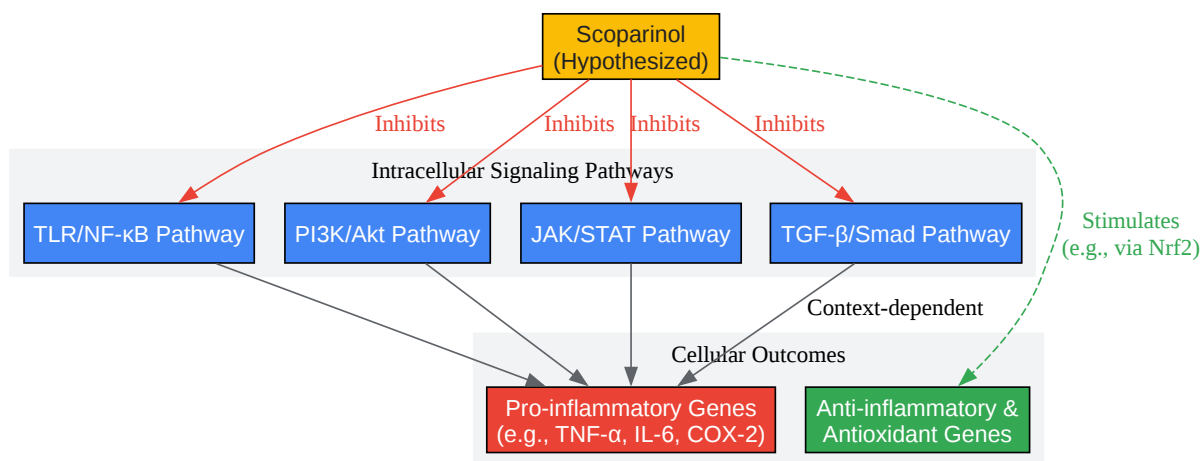 Scoparinol
(Hypothesized)
Inhibits
Inhibits
Inhibits
Inhibits
Intracellular Signaling Pathways
TLR/NF-κB Pathway
PI3K/Akt Pathway
JAK/STAT Pathway
TGF-β/Smad Pathway
Stimulates
(e.g., via Nrf2)
Context-dependent
Cellular Outcomes
Pro-inflammatory Genes
(e.g., TNF-α, IL-6, COX-2)
Anti-inflammatory &
Antioxidant Genes